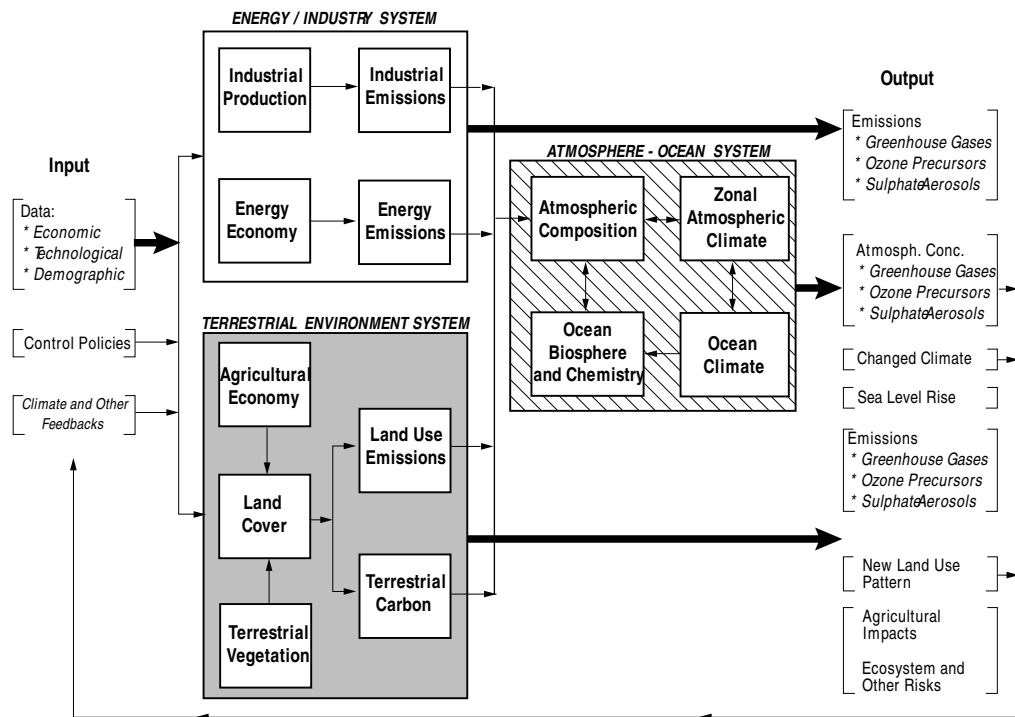 Input
Data:
* Economic
* Technological
* Demographic
Control Policies
Climate and Other
Feedbacks
ENERGY / INDUSTRY SYSTEM
Industrial
Production
Industrial
Emissions
Energy
Economy
Energy
Emissions
TERRESTRIAL ENVIRONMENT SYSTEM
Agricultural
Economy
Land
Cover
Terrestrial
Vegetation
Land Use
Emissions
Terrestrial
Carbon
ATMOSPHERE - OCEAN SYSTEM
Atmospheric
Composition
Zonal
Atmospheric
Climate
Ocean
Biosphere
and Chemistry
Ocean
Climate
Output
Emissions
* Greenhouse Gases
* Ozone Precursors
* SulphateAerosols
Atmosph. Conc.
* Greenhouse Gases
* Ozone Precursors
* SulphateAerosols
Changed Climate
Sea Level Rise
Emissions
* Greenhouse Gases
* Ozone Precursors
* SulphateAerosols
New Land Use
Pattern
Agricultural
Impacts
Ecosystem and
Other Risks